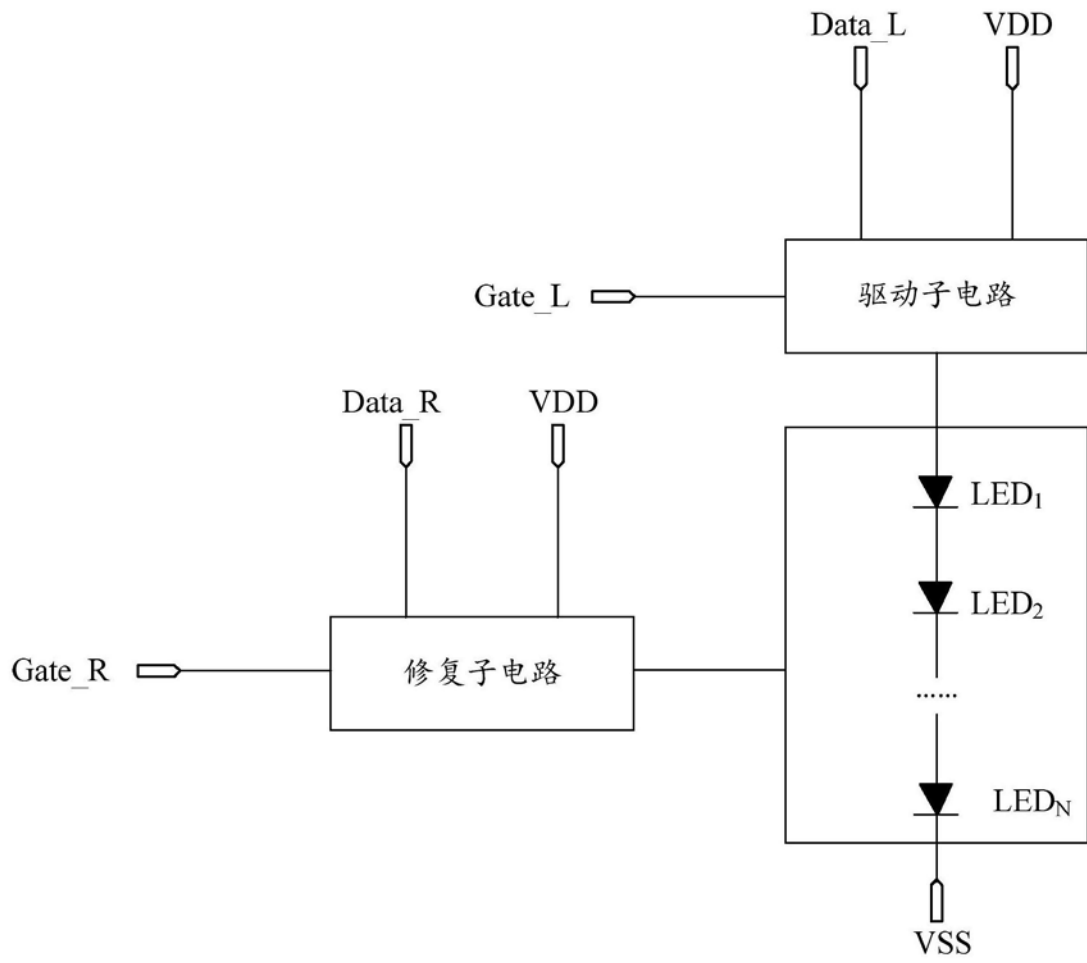 Data_L VDD
Gate_L
驱动子电路
Data_R VDD
LED₁
LED₂
Gate_R
修复子电路
……
LED_N
VSS